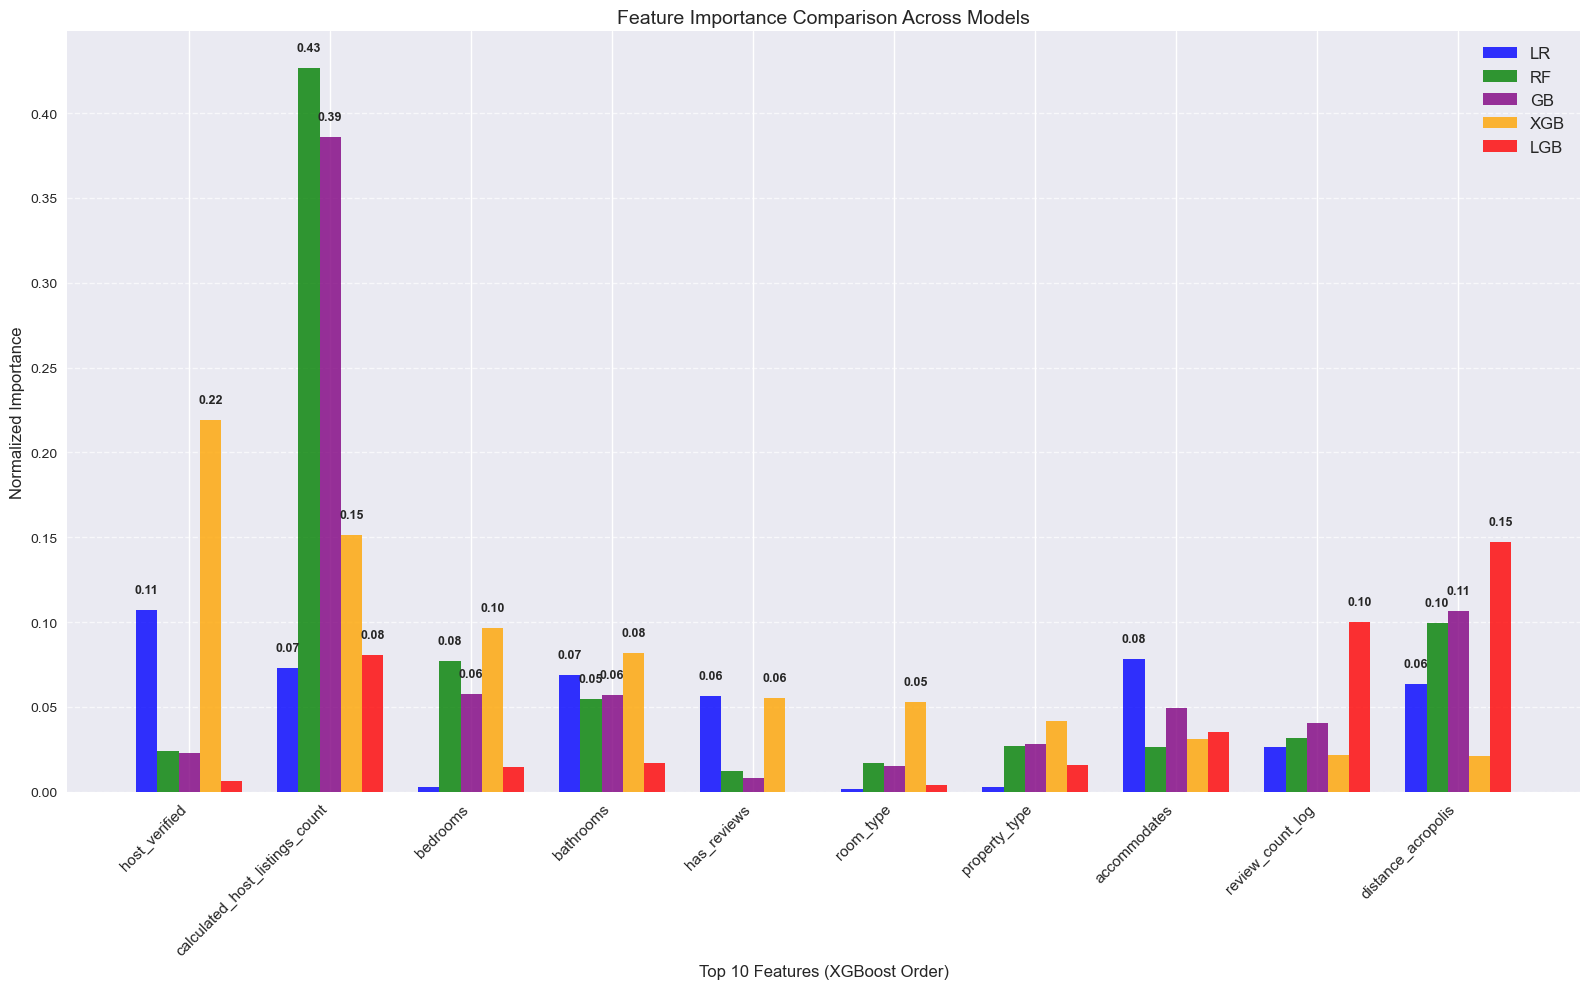 Feature Importance Comparison Across Models
Normalized Importance
0.40
0.35
0.30
0.25
0.20
0.15
0.10
0.05
0.00
LR
RF
GB
XGB
LGB
0.11
0.22
0.07
0.43
0.39
0.15
0.08
0.08
0.06
0.10
0.07
0.05
0.06
0.08
0.06
0.06
0.05
0.08
0.10
0.06
0.10
0.11
0.15
host_verified
calculated_host_listings_count
bedrooms
bathrooms
has_reviews
room_type
property_type
accommodates
review_count_log
distance_acropolis
Top 10 Features (XGBoost Order)